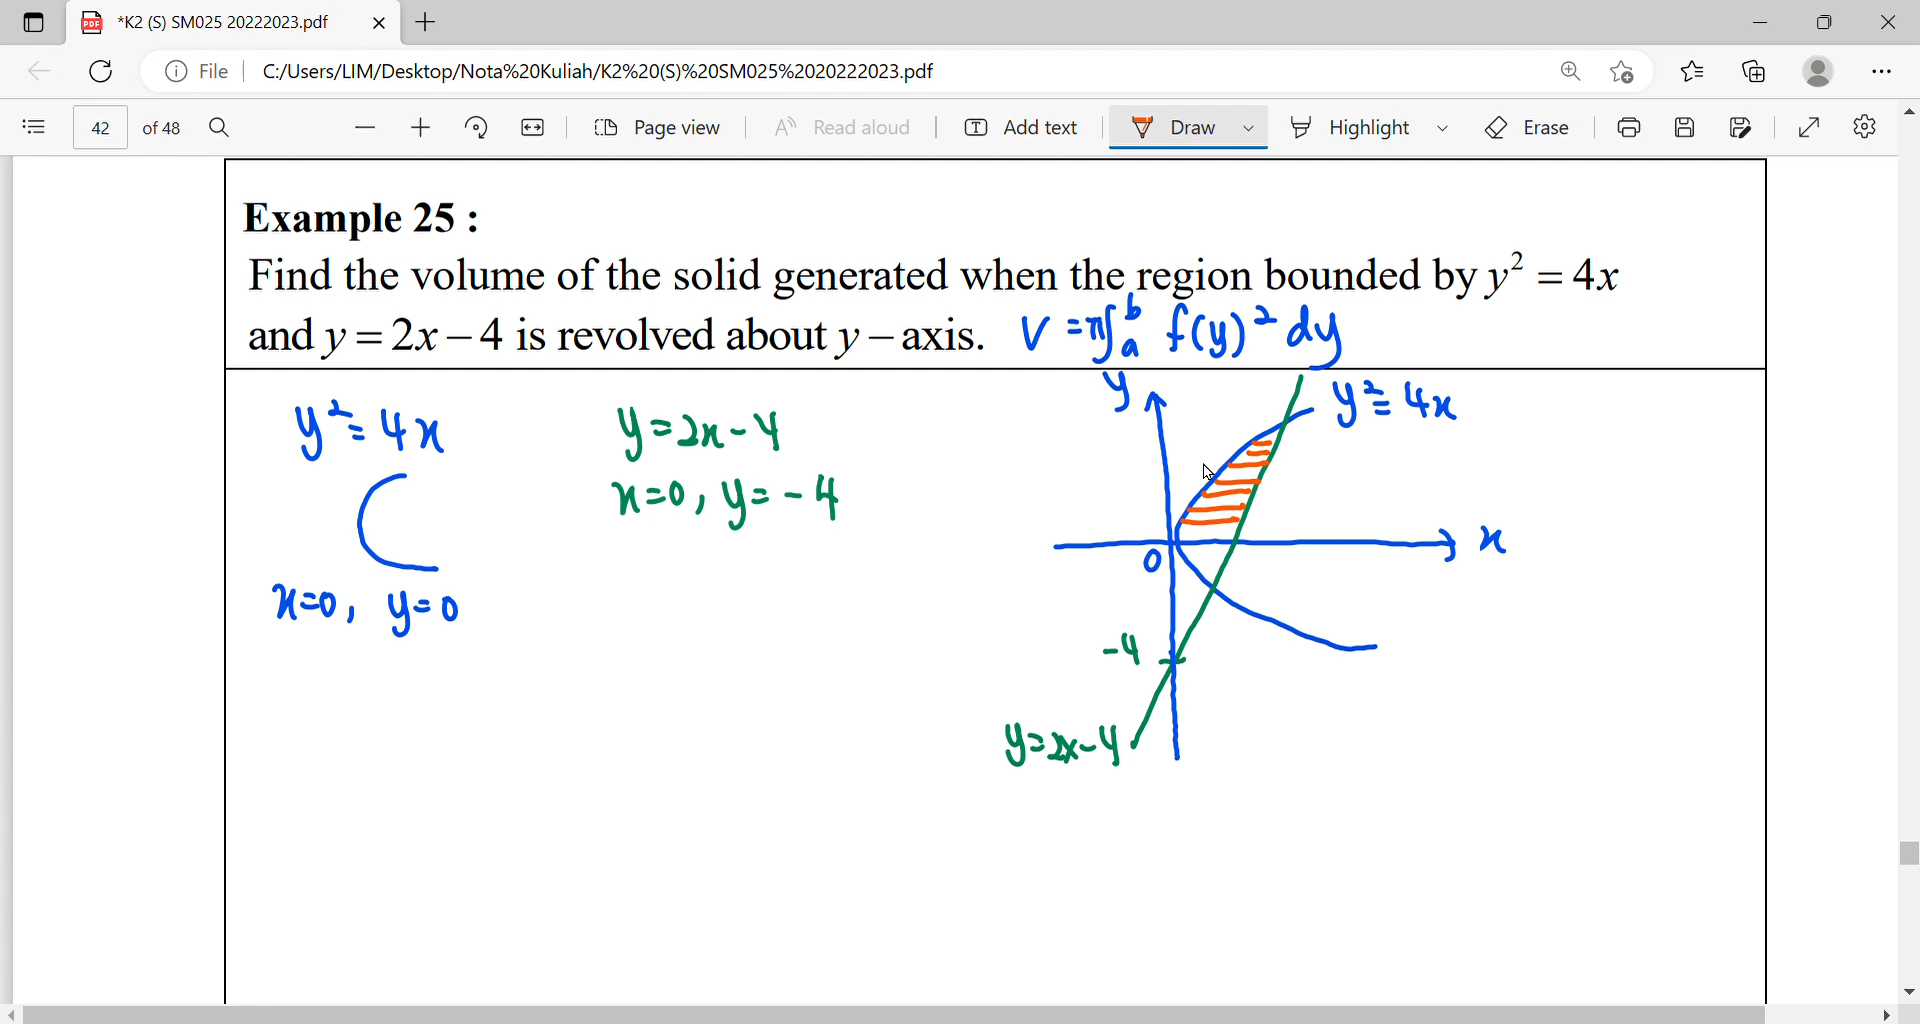 *K2 (S) SM025 20222023.pdf
File C:/Users/LIM/Desktop/Nota%20Kuliah/K2%20(S)%20SM025%2020222023.pdf
42 of 48 Page view Read aloud Add text Draw Highlight Erase
Example 25 :
Find the volume of the solid generated when the region bounded by y² = 4x
and y = 2x − 4 is revolved about y − axis. V = π∫ₐᵇ f(y)² dy
y² = 4x
y = 2x - 4
y
y² = 4x
x=0, y = -4
x
0
x=0, y=0
-4
y=2x-4